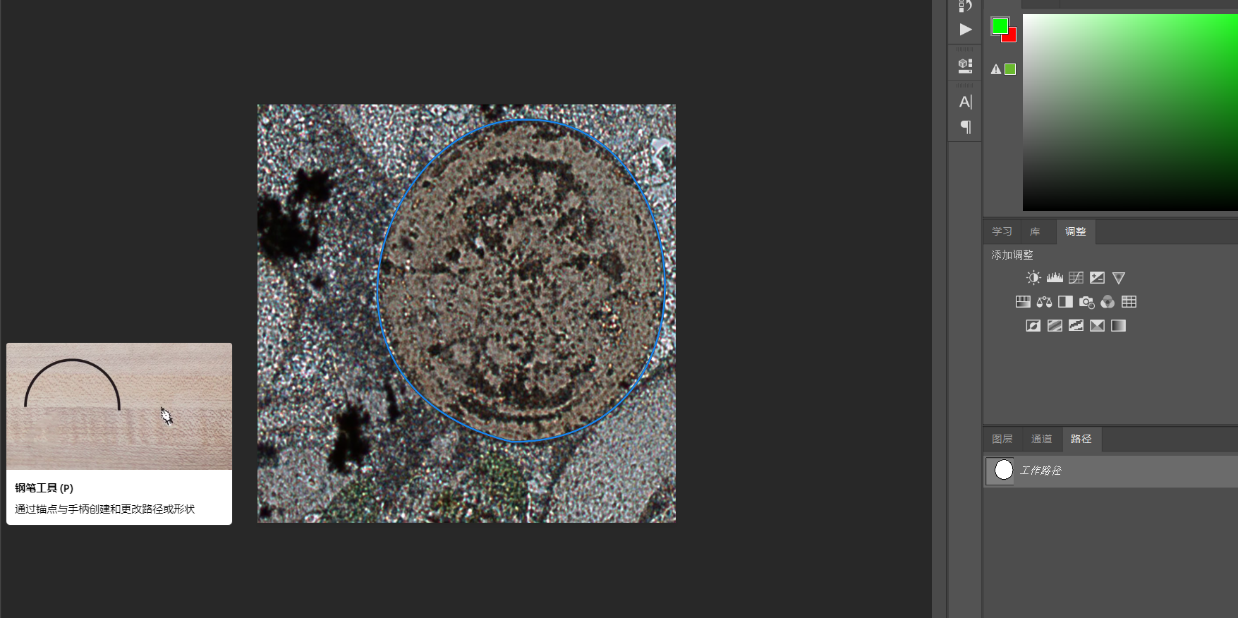 A|
学习 库 调整
添加调整
图层 通道 路径
工作路径
钢笔工具 (P)
通过锚点与手柄创建和更改路径或形状